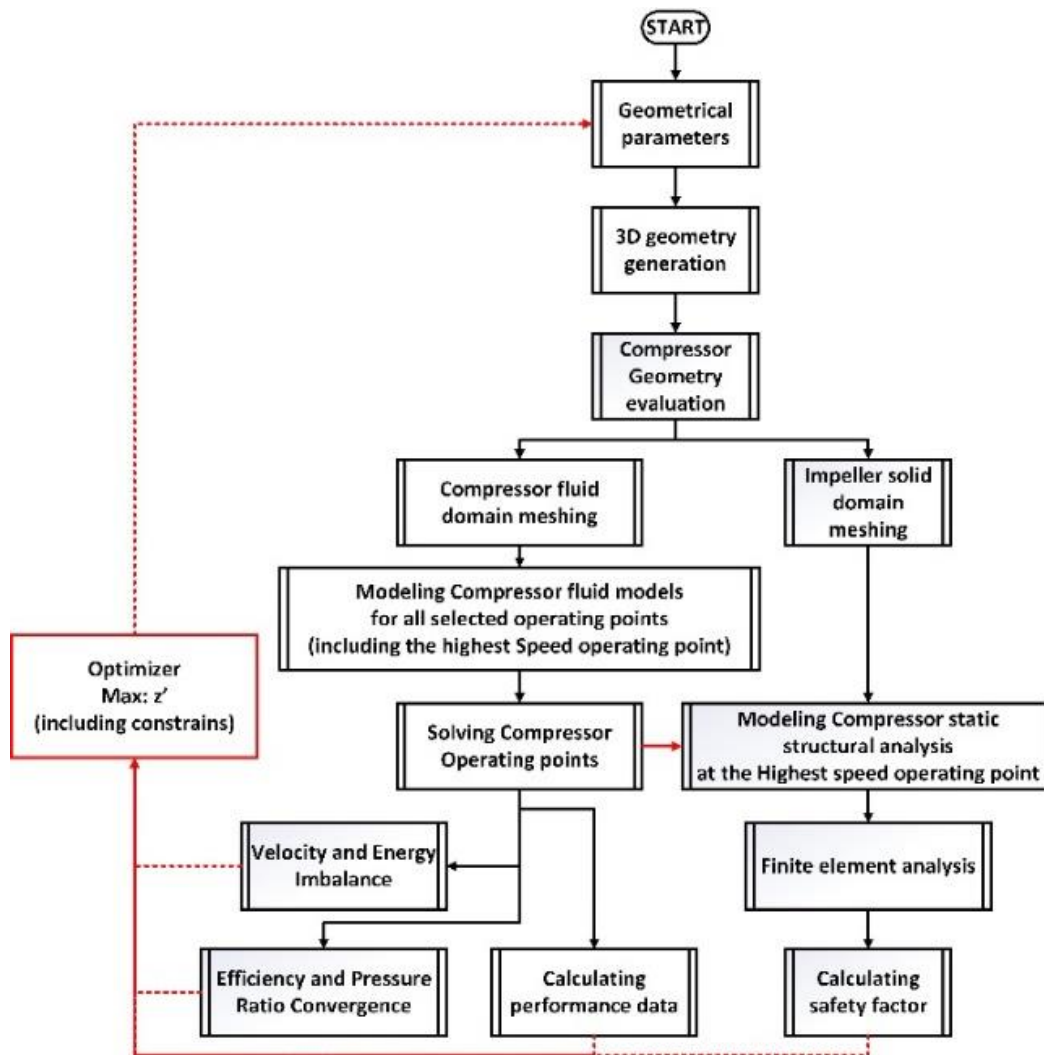 START
Geometrical
parameters
3D geometry
generation
Compressor
Geometry
evaluation
Compressor fluid
domain meshing
Impeller solid
domain
meshing
Modeling Compressor fluid models
for all selected operating points
(including the highest Speed operating point)
Optimizer
Max: z'
(including constrains)
Solving Compressor
Operating points
Modeling Compressor static
structural analysis
at the Highest speed operating point
Velocity and Energy
Imbalance
Finite element analysis
Efficiency and Pressure
Ratio Convergence
Calculating
performance data
Calculating
safety factor